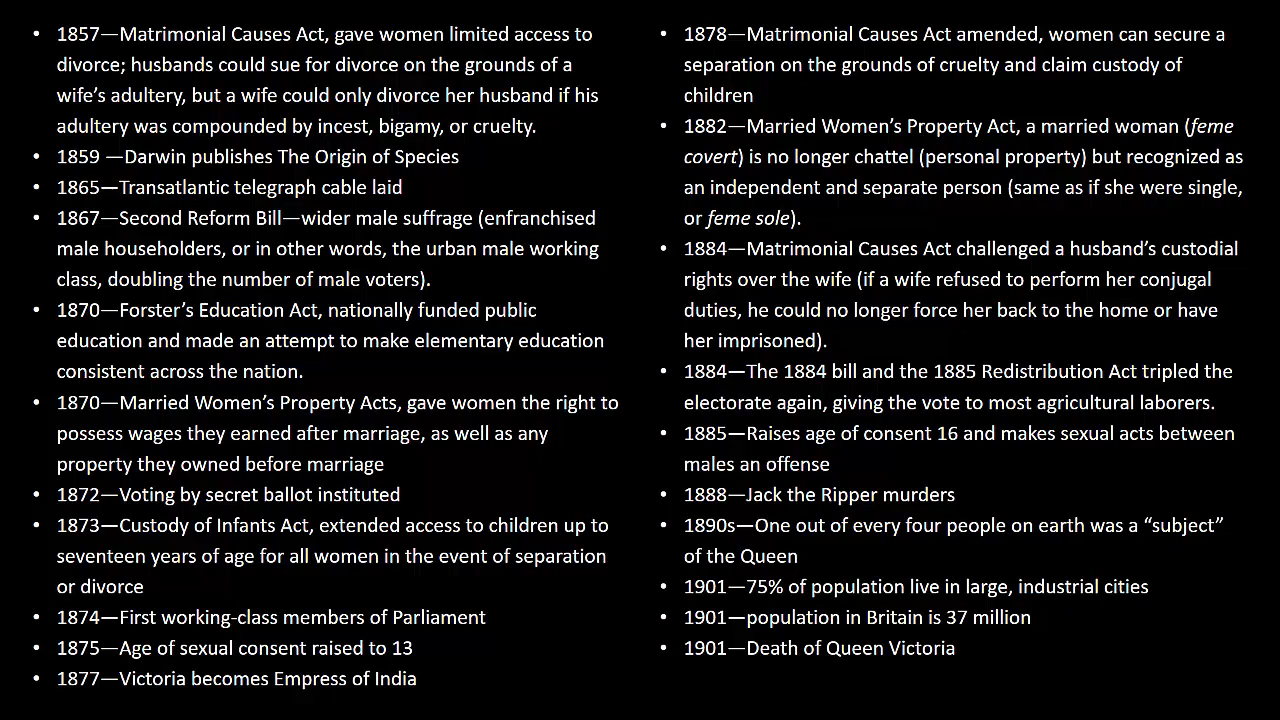 • 1857—Matrimonial Causes Act, gave women limited access to
divorce; husbands could sue for divorce on the grounds of a
wife’s adultery, but a wife could only divorce her husband if his
adultery was compounded by incest, bigamy, or cruelty.
• 1859 —Darwin publishes The Origin of Species
• 1865—Transatlantic telegraph cable laid
• 1867—Second Reform Bill—wider male suffrage (enfranchised
male householders, or in other words, the urban male working
class, doubling the number of male voters).
• 1870—Forster’s Education Act, nationally funded public
education and made an attempt to make elementary education
consistent across the nation.
• 1870—Married Women’s Property Acts, gave women the right to
possess wages they earned after marriage, as well as any
property they owned before marriage
• 1872—Voting by secret ballot instituted
• 1873—Custody of Infants Act, extended access to children up to
seventeen years of age for all women in the event of separation
or divorce
• 1874—First working-class members of Parliament
• 1875—Age of sexual consent raised to 13
• 1877—Victoria becomes Empress of India
• 1878—Matrimonial Causes Act amended, women can secure a
separation on the grounds of cruelty and claim custody of
children
• 1882—Married Women’s Property Act, a married woman (feme
covert) is no longer chattel (personal property) but recognized as
an independent and separate person (same as if she were single,
or feme sole).
• 1884—Matrimonial Causes Act challenged a husband’s custodial
rights over the wife (if a wife refused to perform her conjugal
duties, he could no longer force her back to the home or have
her imprisoned).
• 1884—The 1884 bill and the 1885 Redistribution Act tripled the
electorate again, giving the vote to most agricultural laborers.
• 1885—Raises age of consent 16 and makes sexual acts between
males an offense
• 1888—Jack the Ripper murders
• 1890s—One out of every four people on earth was a “subject”
of the Queen
• 1901—75% of population live in large, industrial cities
• 1901—population in Britain is 37 million
• 1901—Death of Queen Victoria